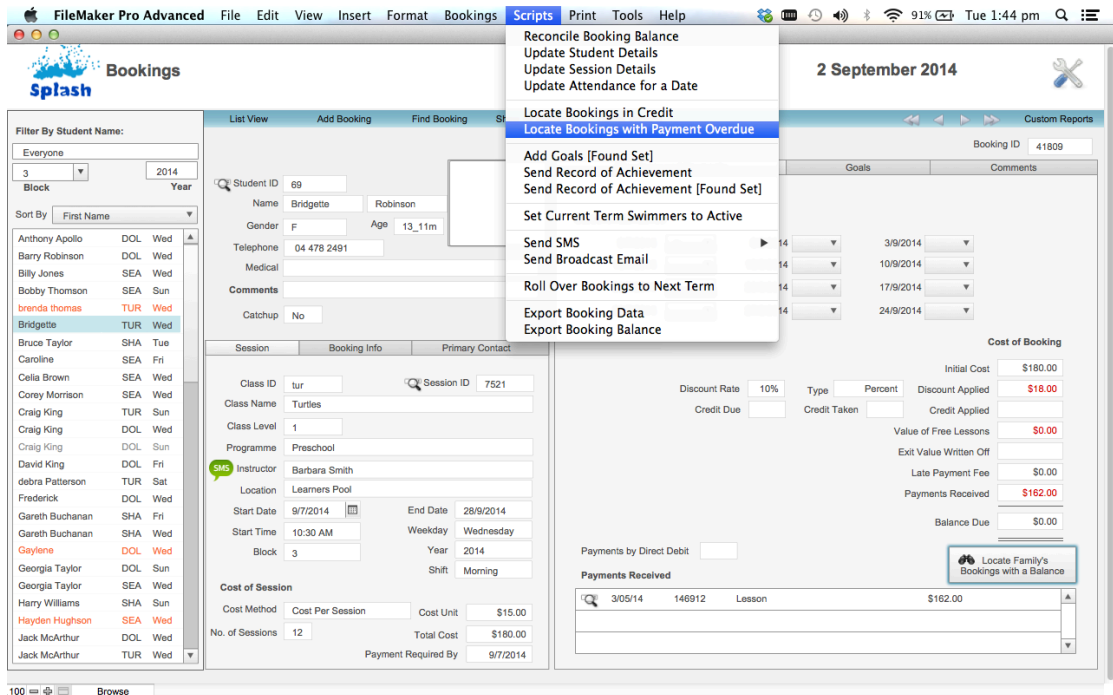 FileMaker Pro Advanced File Edit View Insert Format Bookings Scripts Print Tools Help 91% Tue 1:44 pm
Splash
Bookings
2 September 2014
Reconcile Booking Balance
Update Student Details
Update Session Details
Update Attendance for a Date
Locate Bookings in Credit
Locate Bookings with Payment Overdue
Add Goals [Found Set]
Send Record of Achievement
Send Record of Achievement [Found Set]
Set Current Term Swimmers to Active
Send SMS
Send Broadcast Email
Roll Over Bookings to Next Term
Export Booking Data
Export Booking Balance
List View Add Booking Find Booking
Custom Reports
Filter By Student Name:
Everyone
3 2014
Block Year
Sort By First Name
Anthony Apollo DOL Wed
Barry Robinson DOL Wed
Billy Jones SEA Wed
Bobby Thomson SEA Sun
brenda thomas TUR Wed
Bridgette TUR Wed
Bruce Taylor SHA Tue
Caroline SEA Fri
Celia Brown SEA Wed
Corey Morrison SEA Wed
Craig King TUR Sun
Craig King DOL Wed
Craig King DOL Sun
David King DOL Fri
debra Patterson TUR Sat
Frederick DOL Wed
Gareth Buchanan SHA Fri
Gareth Buchanan SHA Wed
Gaylene DOL Wed
Georgia Taylor DOL Sun
Georgia Taylor SEA Wed
Harry Williams SHA Sun
Hayden Hughson SEA Wed
Jack McArthur DOL Wed
Jack McArthur TUR Wed
Student ID 69
Name Bridgette Robinson
Gender F Age 13_11m
Telephone 04 478 2491
Medical
Comments
Catchup No
Session Booking Info Primary Contact
Class ID tur Session ID 7521
Class Name Turtles
Class Level 1
Programme Preschool
SMS Instructor Barbara Smith
Location Learners Pool
Start Date 9/7/2014 End Date 28/9/2014
Start Time 10:30 AM Weekday Wednesday
Block 3 Year 2014
Shift Morning
Cost of Session
Cost Method Cost Per Session Cost Unit $15.00
No. of Sessions 12 Total Cost $180.00
Payment Required By 9/7/2014
Booking ID 41809
Goals Comments
14 3/9/2014
14 10/9/2014
14 17/9/2014
14 24/9/2014
Cost of Booking
Initial Cost $180.00
Discount Rate 10% Type Percent Discount Applied $18.00
Credit Due Credit Taken Credit Applied
Value of Free Lessons $0.00
Exit Value Written Off
Late Payment Fee $0.00
Payments Received $162.00
Balance Due $0.00
Payments by Direct Debit
Locate Family's
Bookings with a Balance
Payments Received
3/05/14 146912 Lesson $162.00
100 Browse